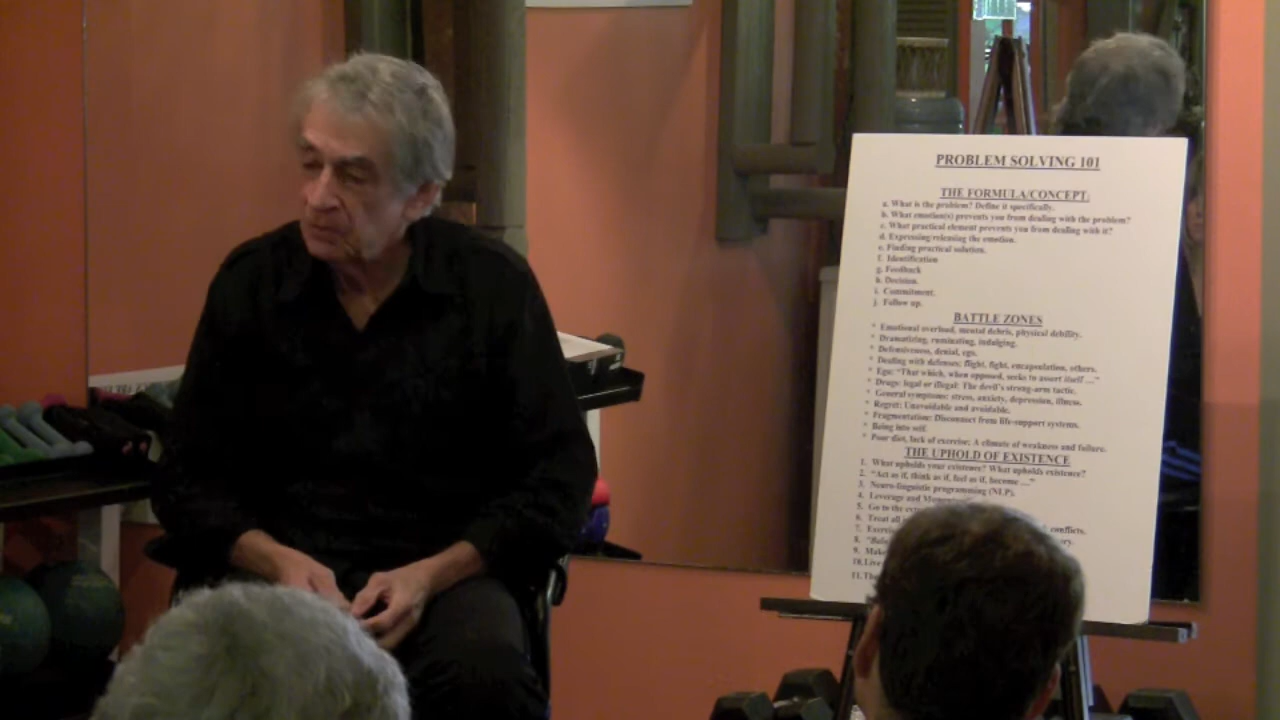 PROBLEM SOLVING 101
THE FORMULA/CONCEPT:
a. What is the problem? Define it specifically.
b. What emotion(s) prevents you from dealing with the problem?
c. What practical element prevents you from dealing with it?
d. Expressing/releasing the emotion.
e. Finding practical solution.
f. Identification
g. Feedback
h. Decision.
i. Commitment.
j. Follow up.
BATTLE ZONES
* Emotional overload, mental debris, physical debility.
* Dramatizing, ruminating, indulging.
* Defensiveness, denial, ego.
* Dealing with defenses; flight, fight, encapsulation, others.
* Ego: "That which, when opposed, seeks to assert itself ..."
* Drugs: legal or illegal: The devil's strong-arm tactic.
* General symptoms: stress, anxiety, depression, illness.
* Regret: Unavoidable and avoidable.
* Fragmentation: Disconnect from life-support systems.
* Being into self.
* Poor diet, lack of exercise; A climate of weakness and failure.
THE UPHOLD OF EXISTENCE
1. What upholds your existence? What upholds existence?
2. "Act as if, think as if, feel as if, become ...."
3. Neuro-linguistic programming (NLP).
4. Leverage and
5. Go to the
6. Treat all conflicts.
7.
8.
9.
10. Live
11.